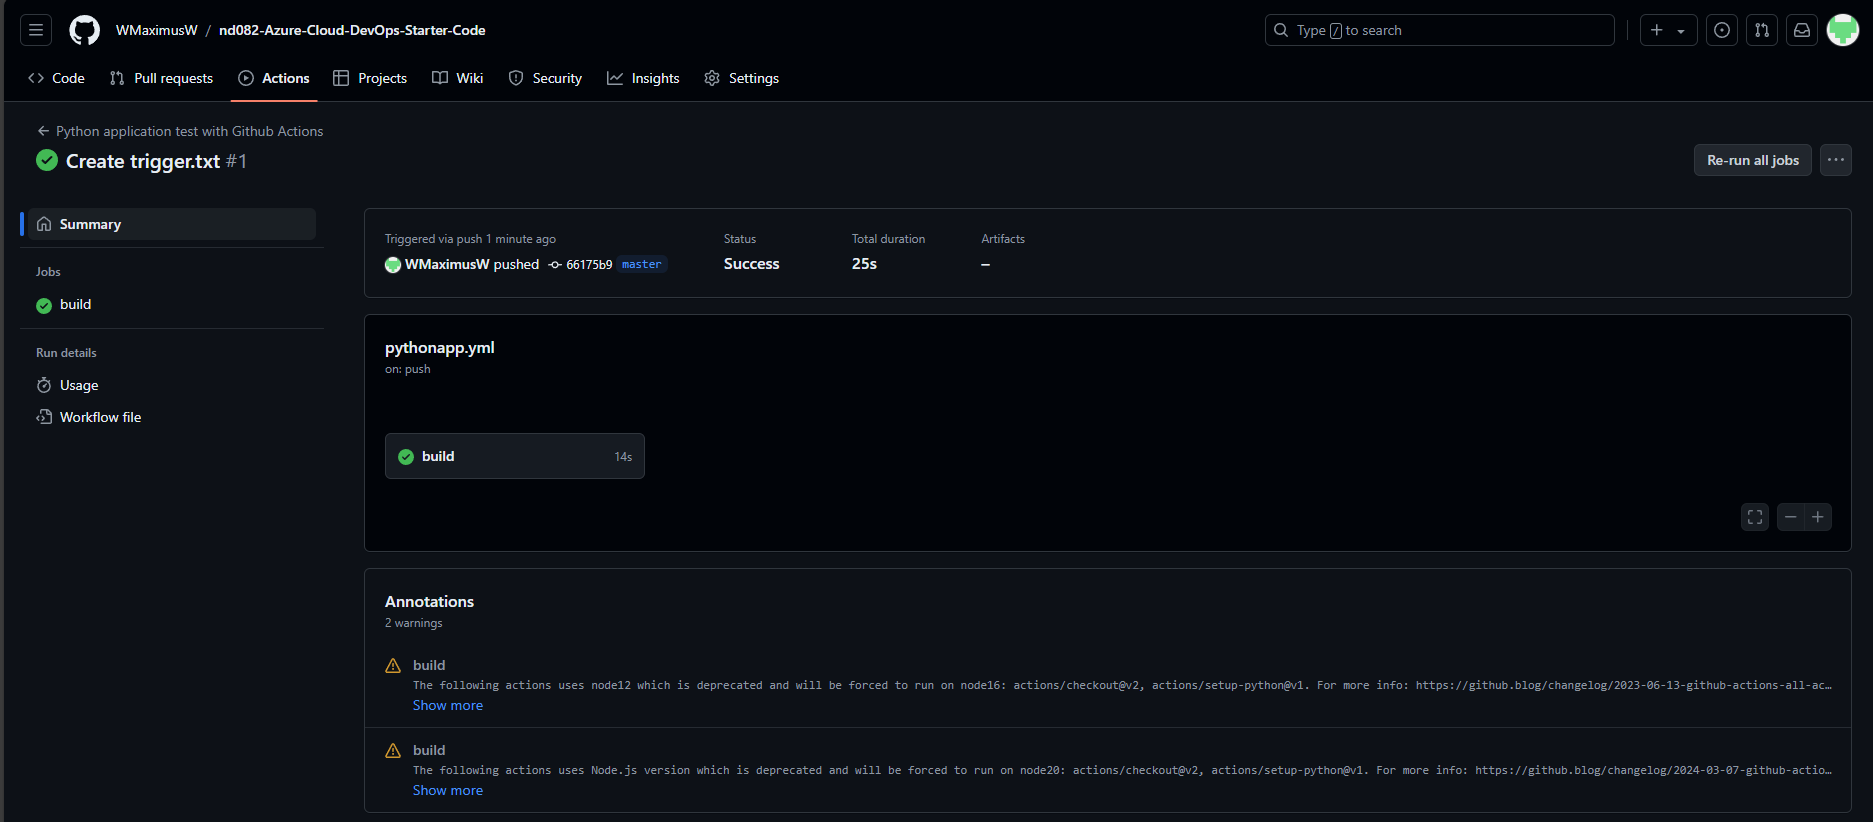 WMaximusW / nd082-Azure-Cloud-DevOps-Starter-Code
Type / to search
Code Pull requests Actions Projects Wiki Security Insights Settings
Python application test with Github Actions
Create trigger.txt #1
Re-run all jobs
Summary
Jobs
build
Run details
Usage
Workflow file
Triggered via push 1 minute ago
WMaximusW pushed 66175b9 master
Status
Success
Total duration
25s
Artifacts
–
pythonapp.yml
on: push
build 14s
Annotations
2 warnings
build
The following actions uses node12 which is deprecated and will be forced to run on node16: actions/checkout@v2, actions/setup-python@v1. For more info: https://github.blog/changelog/2023-06-13-github-actions-all-ac…
Show more
build
The following actions uses Node.js version which is deprecated and will be forced to run on node20: actions/checkout@v2, actions/setup-python@v1. For more info: https://github.blog/changelog/2024-03-07-github-actio…
Show more